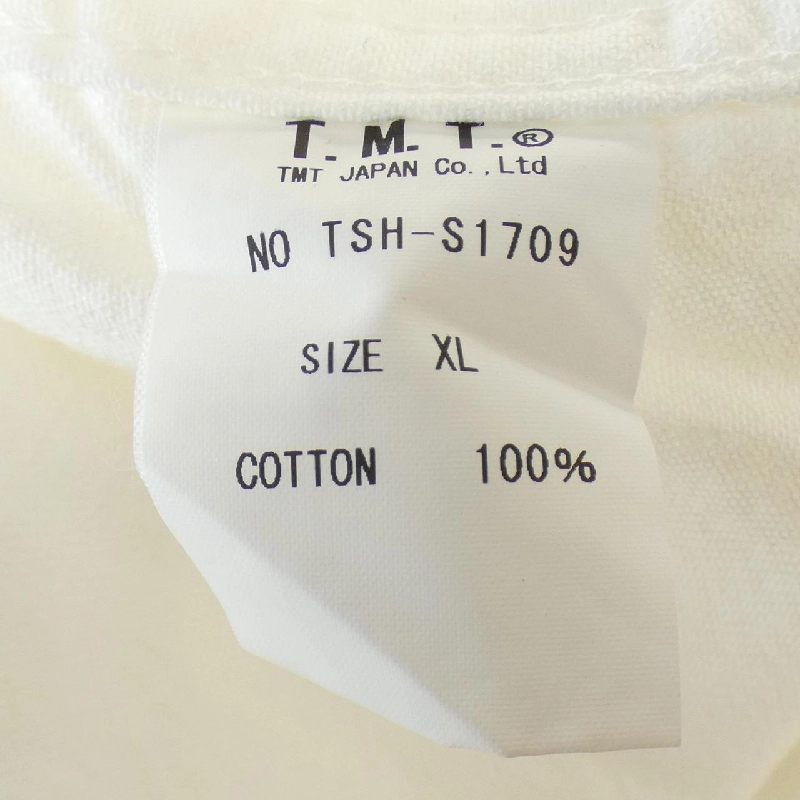 T. M. T. ®
TMT JAPAN Co.,Ltd
NO TSH-S1709
SIZE XL
COTTON 100%